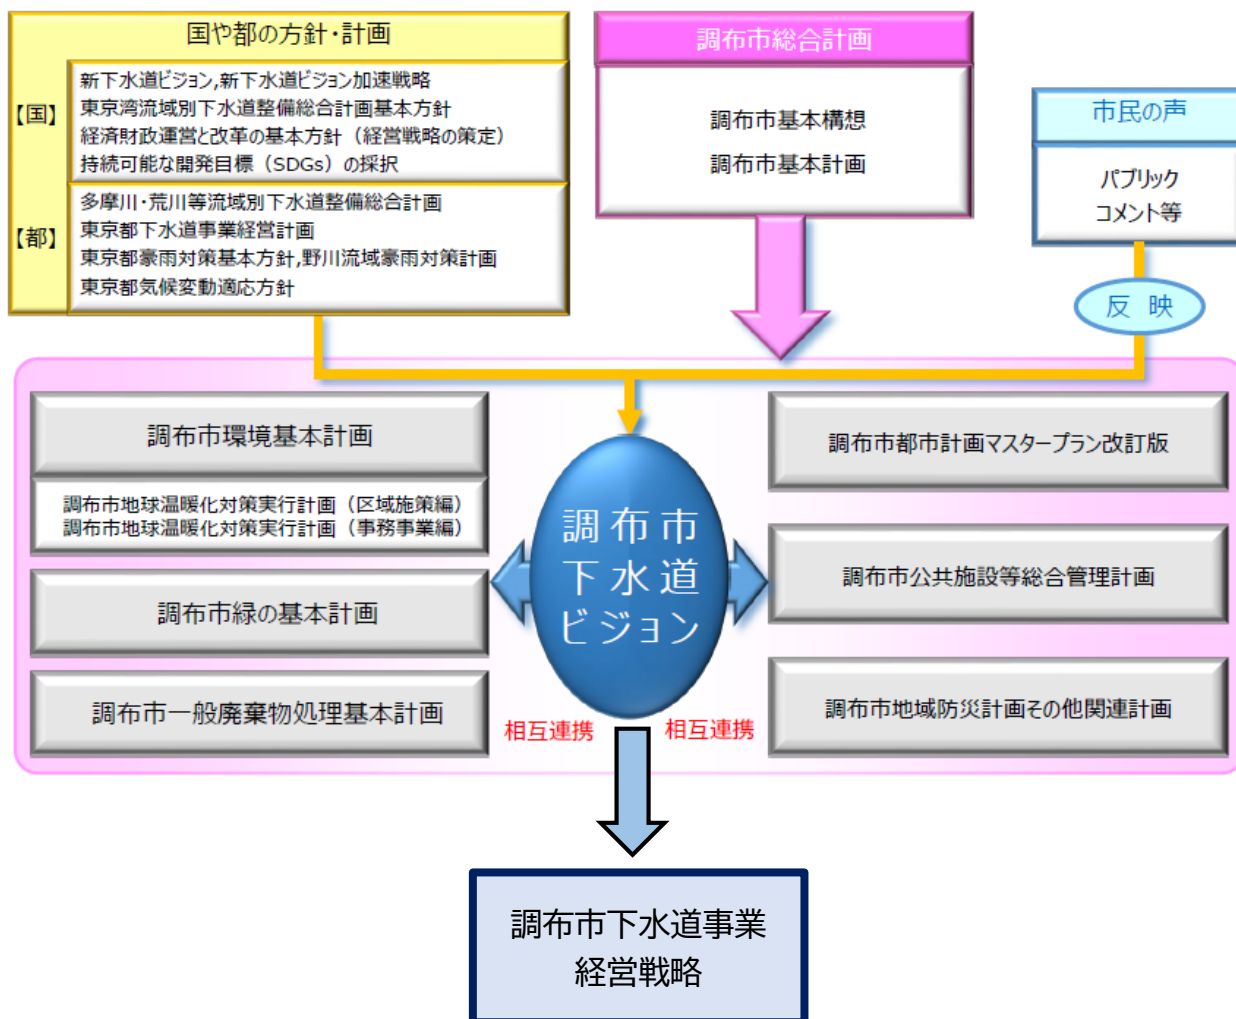 国や都の方針・計画
【国】
新下水道ビジョン,新下水道ビジョン加速戦略
東京湾流域別下水道整備総合計画基本方針
経済財政運営と改革の基本方針（経営戦略の策定）
持続可能な開発目標（SDGs）の採択
【都】
多摩川・荒川等流域別下水道整備総合計画
東京都下水道事業経営計画
東京都豪雨対策基本方針,野川流域豪雨対策計画
東京都気候変動適応方針
調布市総合計画
調布市基本構想
調布市基本計画
市民の声
パブリック
コメント等
反 映
調布市環境基本計画
調布市地球温暖化対策実行計画（区域施策編）
調布市地球温暖化対策実行計画（事務事業編）
調布市緑の基本計画
調布市一般廃棄物処理基本計画
調布市
下水道
ビジョン
相互連携
相互連携
調布市都市計画マスタープラン改訂版
調布市公共施設等総合管理計画
調布市地域防災計画その他関連計画
調布市下水道事業
経営戦略